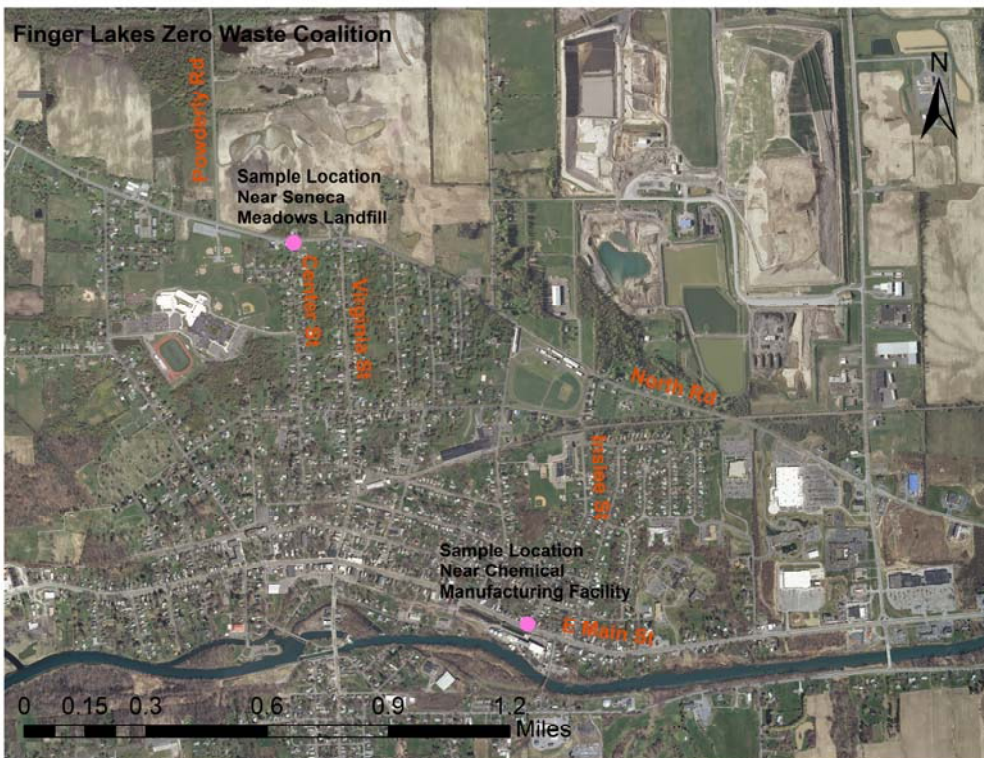 Finger Lakes Zero Waste Coalition
Powderly Rd
N
Sample Location
Near Seneca
Meadows Landfill
Center St
Virginia St
North Rd
Inslee St
Sample Location
Near Chemical
Manufacturing Facility
E Main St
0 0.15 0.3 0.6 0.9 1.2
Miles